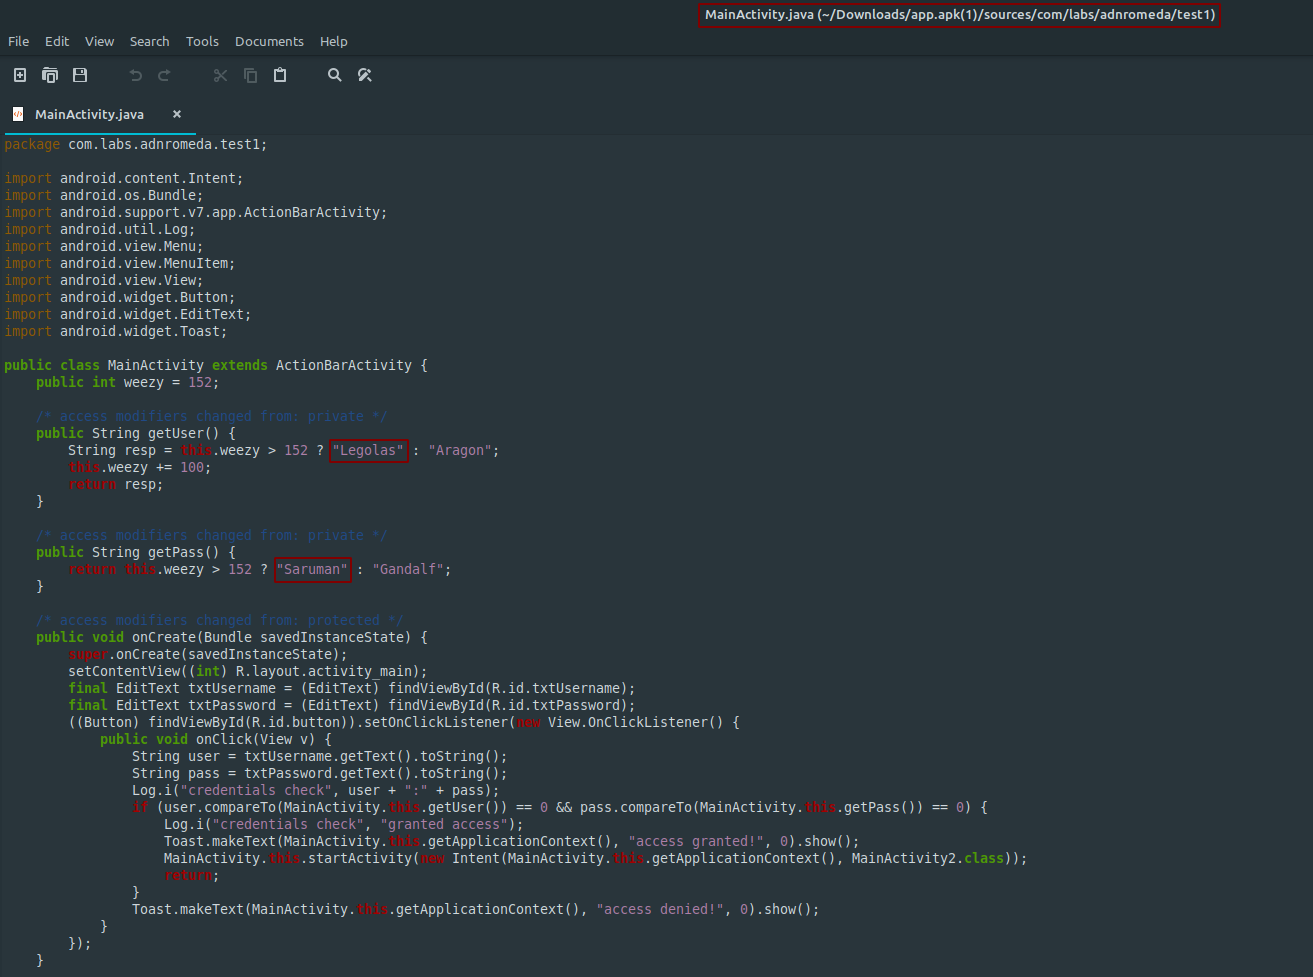 MainActivity.java (~/Downloads/app.apk(1)/sources/com/labs/adnromeda/test1)
File Edit View Search Tools Documents Help
MainActivity.java ×
package com.labs.adnromeda.test1;
import android.content.Intent;
import android.os.Bundle;
import android.support.v7.app.ActionBarActivity;
import android.util.Log;
import android.view.Menu;
import android.view.MenuItem;
import android.view.View;
import android.widget.Button;
import android.widget.EditText;
import android.widget.Toast;
public class MainActivity extends ActionBarActivity {
    public int weezy = 152;
    /* access modifiers changed from: private */
    public String getUser() {
        String resp = this.weezy > 152 ? "Legolas" : "Aragon";
        this.weezy += 100;
        return resp;
    }
    /* access modifiers changed from: private */
    public String getPass() {
        return this.weezy > 152 ? "Saruman" : "Gandalf";
    }
    /* access modifiers changed from: protected */
    public void onCreate(Bundle savedInstanceState) {
        super.onCreate(savedInstanceState);
        setContentView((int) R.layout.activity_main);
        final EditText txtUsername = (EditText) findViewById(R.id.txtUsername);
        final EditText txtPassword = (EditText) findViewById(R.id.txtPassword);
        ((Button) findViewById(R.id.button)).setOnClickListener(new View.OnClickListener() {
            public void onClick(View v) {
                String user = txtUsername.getText().toString();
                String pass = txtPassword.getText().toString();
                Log.i("credentials check", user + ":" + pass);
                if (user.compareTo(MainActivity.this.getUser()) == 0 && pass.compareTo(MainActivity.this.getPass()) == 0) {
                    Log.i("credentials check", "granted access");
                    Toast.makeText(MainActivity.this.getApplicationContext(), "access granted!", 0).show();
                    MainActivity.this.startActivity(new Intent(MainActivity.this.getApplicationContext(), MainActivity2.class));
                    return;
                }
                Toast.makeText(MainActivity.this.getApplicationContext(), "access denied!", 0).show();
            }
        });
    }